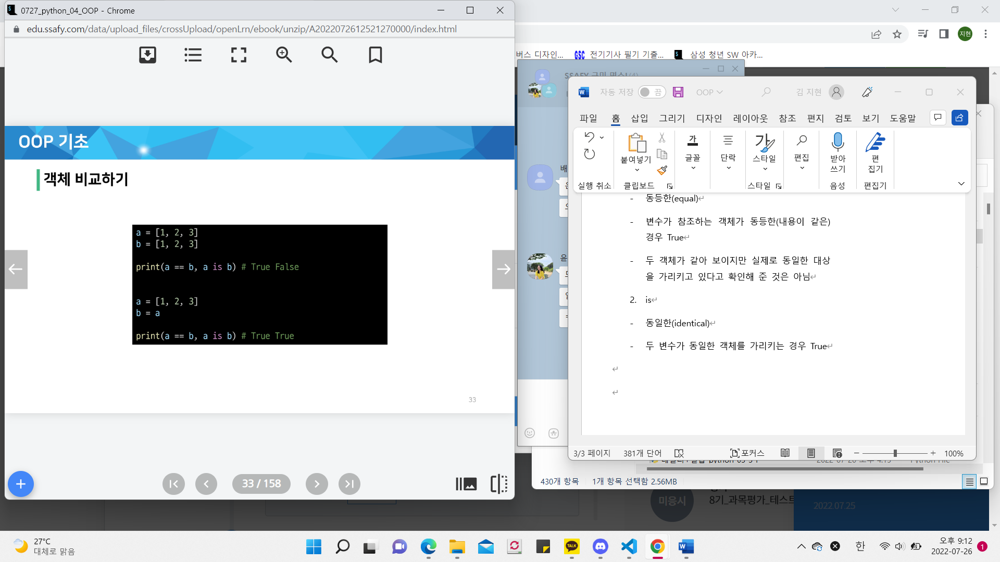 0727_python_04_OOP - Chrome
edu.ssafy.com/data/upload_files/crossUpload/openLrn/ebook/unzip/A2022072612521270000/index.html
지현
버스 디자인...
GSC 전기기사 필기 기출...
삼성 청년 SW 아카...
OOP 기초
객체 비교하기
a = [1, 2, 3]
b = [1, 2, 3]
print(a == b, a is b) # True False
a = [1, 2, 3]
b = a
print(a == b, a is b) # True True
33
33 / 158
SSAFY 구미 명소!(4)
배
윤
자동 저장
끔
OOP
김 지현
파일 홈 삽입 그리기 디자인 레이아웃 참조 편지 검토 보기 도움말
붙여넣기
가
글꼴
단락
가
스타일
편집
받아
쓰기
편
집기
실행 취소 클립보드 스타일 음성 편집기
- 동등한(equal)
- 변수가 참조하는 객체가 동등한(내용이 같은)
경우 True
- 두 객체가 같아 보이지만 실제로 동일한 대상
을 가리키고 있다고 확인해 준 것은 아님
2. is
- 동일한(identical)
- 두 변수가 동일한 객체를 가리키는 경우 True
3/3 페이지 381개 단어 포커스 100%
430개 항목 1개 항목 선택함 2.56MB
미응시
8기_과목평가_테스트
2022.07.25
27°C
대체로 맑음
TALK
한
오후 9:12
2022-07-26
1